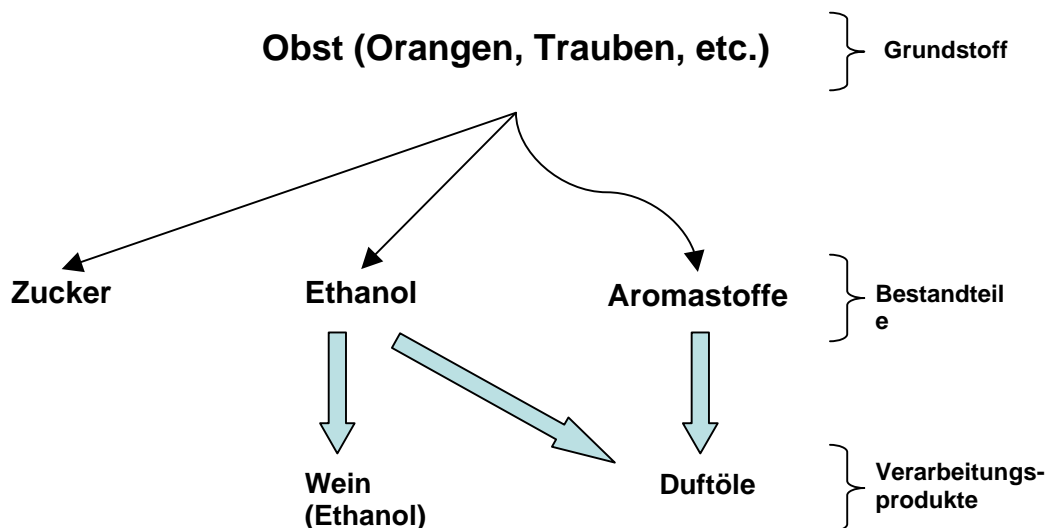 Obst (Orangen, Trauben, etc.)
Grundstoff
Zucker
Ethanol
Aromastoffe
Bestandteil
e
Wein
(Ethanol)
Duftöle
Verarbeitungs-
produkte